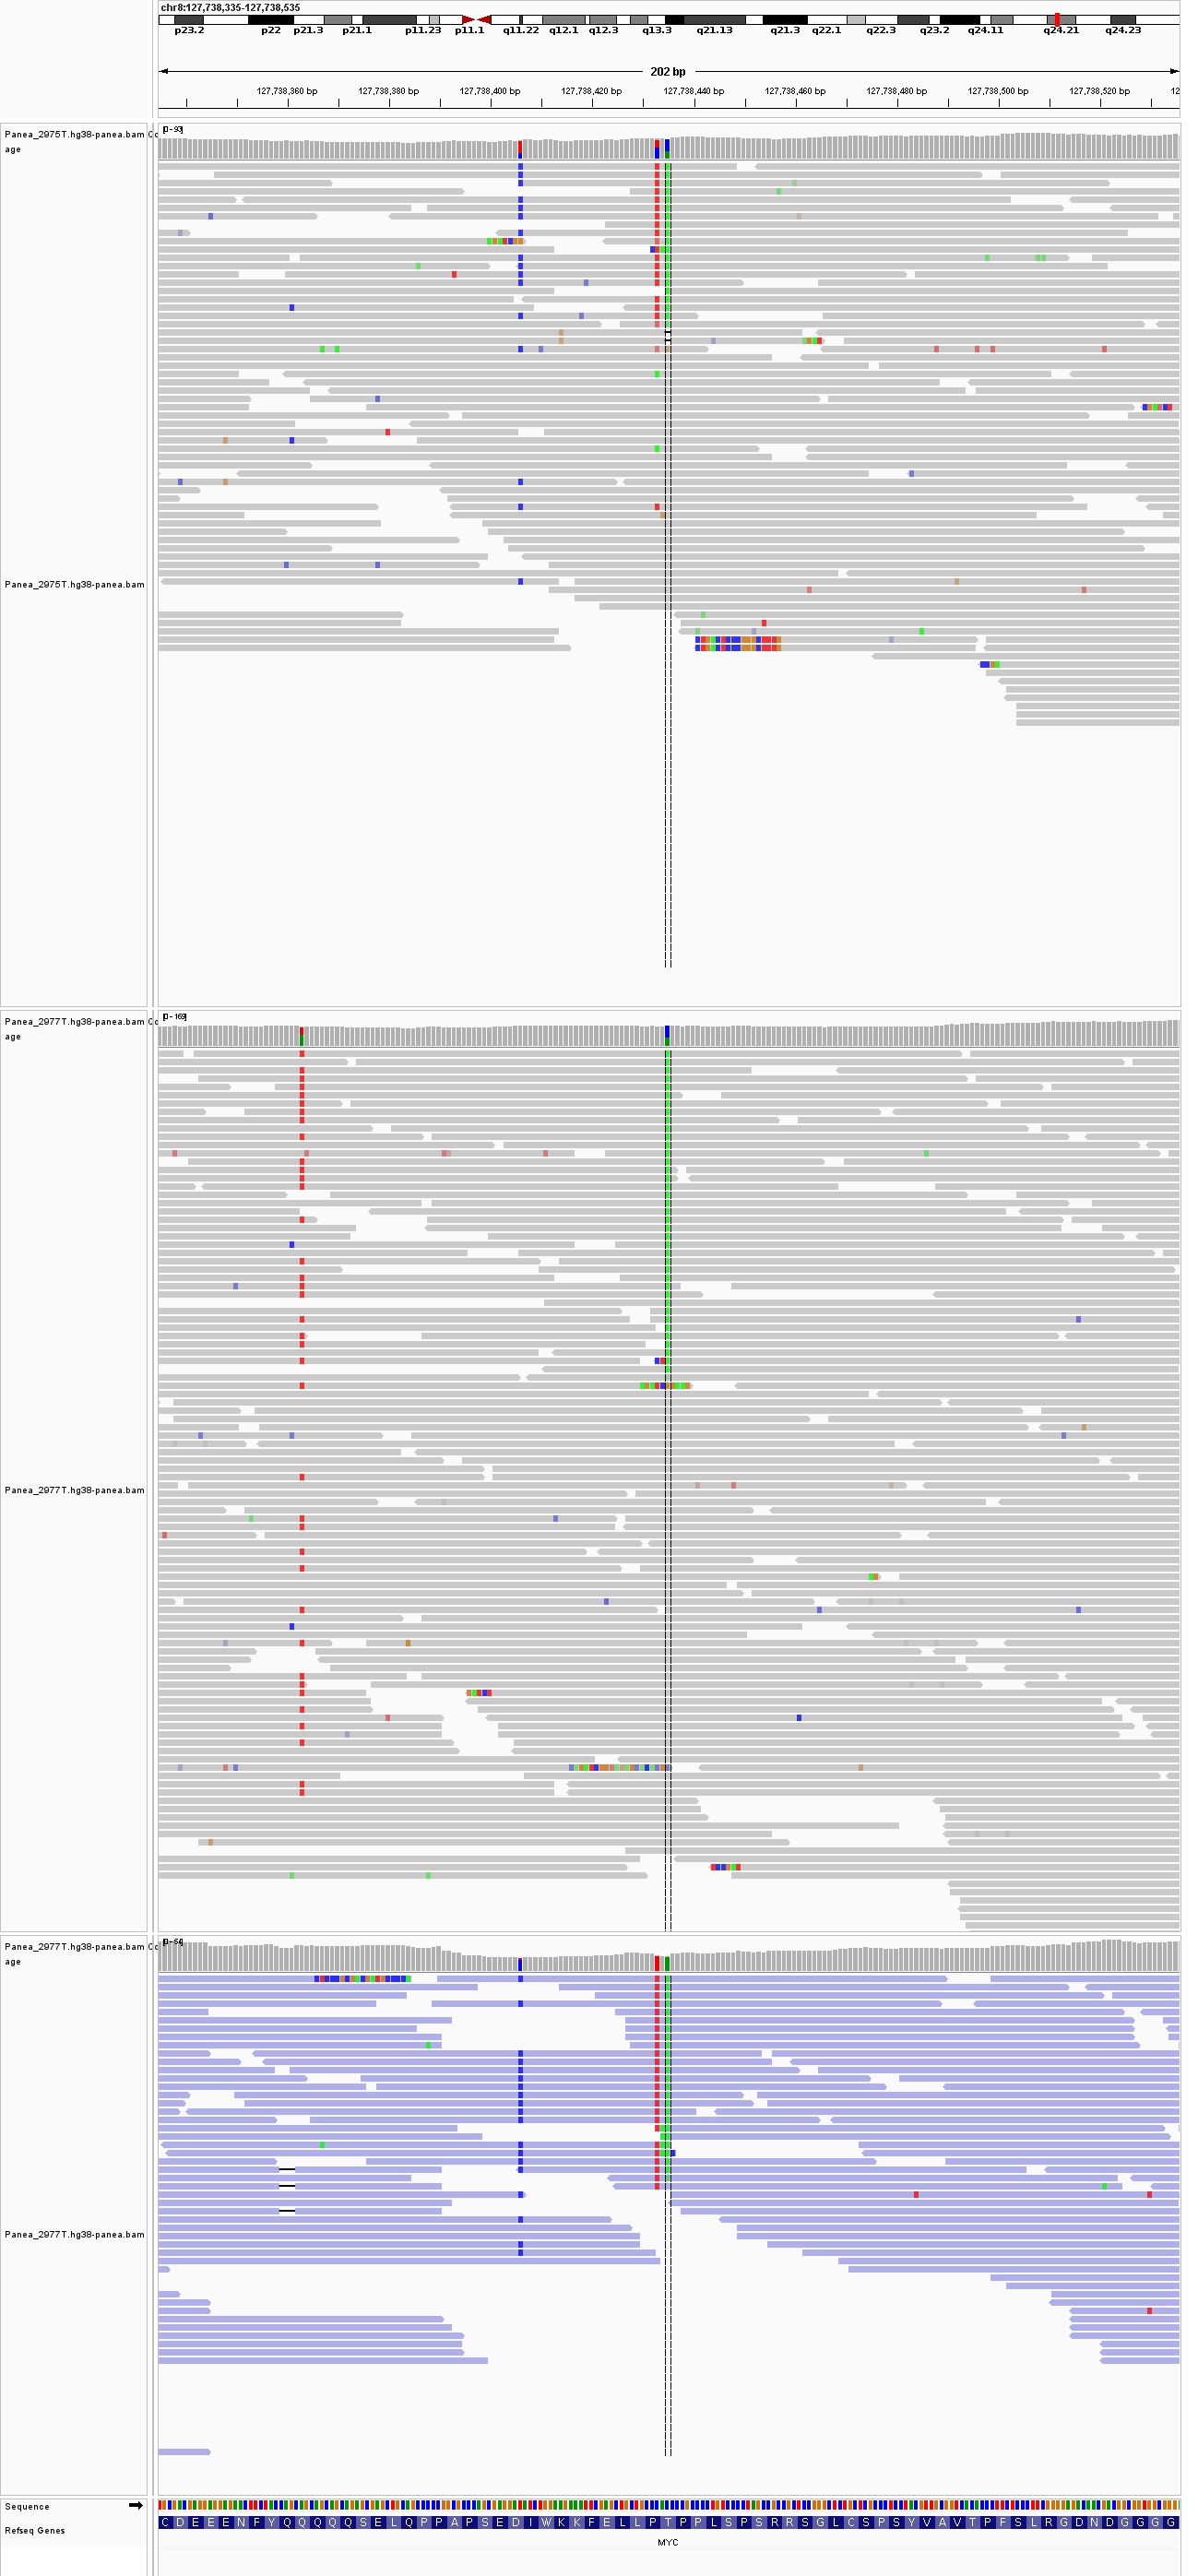 chr8:127,738,335-127,738,535
p23.2 p22 p21.3 p21.1 p11.23 p11.1 q11.22 q12.1 q12.3 q13.3 q21.13 q21.3 q22.1 q22.3 q23.2 q24.11 q24.21 q24.23
202 bp
127,738,360 bp 127,738,380 bp 127,738,400 bp 127,738,420 bp 127,738,440 bp 127,738,460 bp 127,738,480 bp 127,738,500 bp 127,738,520 bp 12
Panea_2975T.hg38-panea.bam
age
[0 - 93]
Panea_2975T.hg38-panea.bam
Panea_2977T.hg38-panea.bam
age
[0 - 169]
Panea_2977T.hg38-panea.bam
Panea_2977T.hg38-panea.bam
age
Panea_2977T.hg38-panea.bam
Sequence
Refseq Genes
C D E E E N F Y Q Q Q Q Q S E L Q P P A P S E D I W K K F E L L P T P P L S P S R R S G L C S P S Y V A V T P F S L R G D N D G G G G
MYC